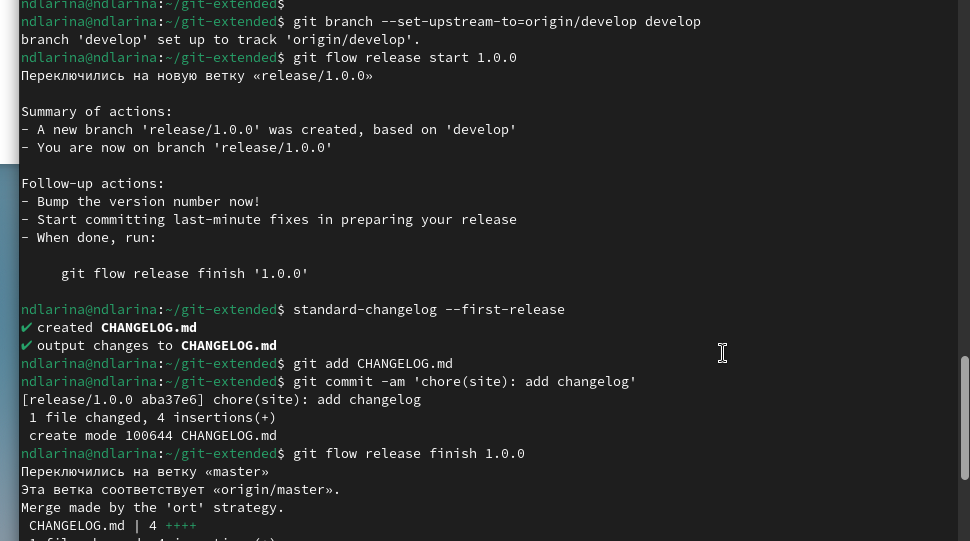 ndlarina@ndlarina:~/git-extended$
ndlarina@ndlarina:~/git-extended$ git branch --set-upstream-to=origin/develop develop
branch 'develop' set up to track 'origin/develop'.
ndlarina@ndlarina:~/git-extended$ git flow release start 1.0.0
Переключились на новую ветку «release/1.0.0»

Summary of actions:
- A new branch 'release/1.0.0' was created, based on 'develop'
- You are now on branch 'release/1.0.0'

Follow-up actions:
- Bump the version number now!
- Start committing last-minute fixes in preparing your release
- When done, run:

     git flow release finish '1.0.0'

ndlarina@ndlarina:~/git-extended$ standard-changelog --first-release
✔ created CHANGELOG.md
✔ output changes to CHANGELOG.md
ndlarina@ndlarina:~/git-extended$ git add CHANGELOG.md
ndlarina@ndlarina:~/git-extended$ git commit -am 'chore(site): add changelog'
[release/1.0.0 aba37e6] chore(site): add changelog
 1 file changed, 4 insertions(+)
 create mode 100644 CHANGELOG.md
ndlarina@ndlarina:~/git-extended$ git flow release finish 1.0.0
Переключились на ветку «master»
Эта ветка соответствует «origin/master».
Merge made by the 'ort' strategy.
 CHANGELOG.md | 4 ++++